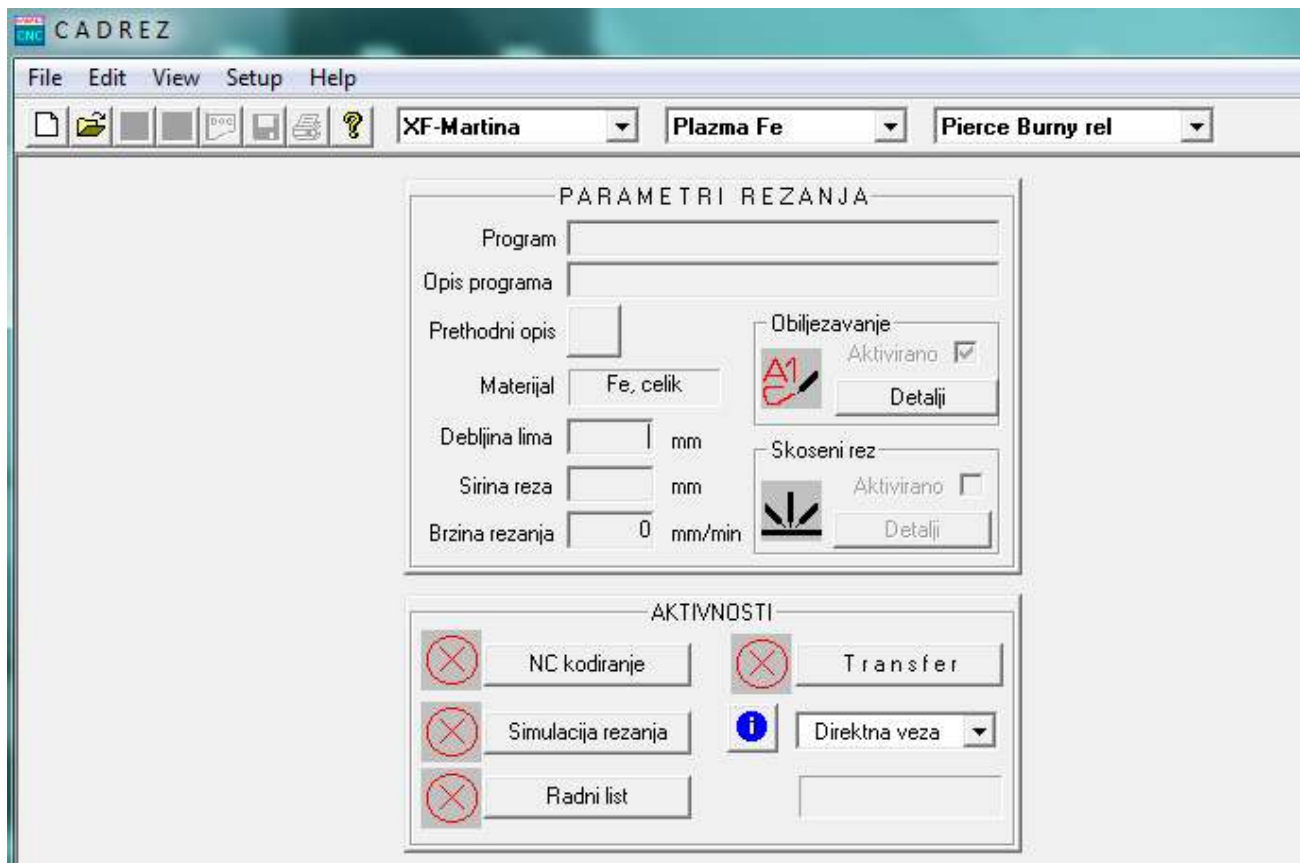 CADREZ
File Edit View Setup Help
XF-Martina Plazma Fe Pierce Burny rel
PARAMETRI REZANJA
Program
Opis programa
Prethodni opis
Materijal Fe, celik
Debljina lima mm
Sirina reza mm
Brzina rezanja 0 mm/min
Obiljezavanje
Aktivirano
Detalji
Skoseni rez
Aktivirano
Detalji
AKTIVNOSTI
NC kodiranje Transfer
Simulacija rezanja Direktna veza
Radni list